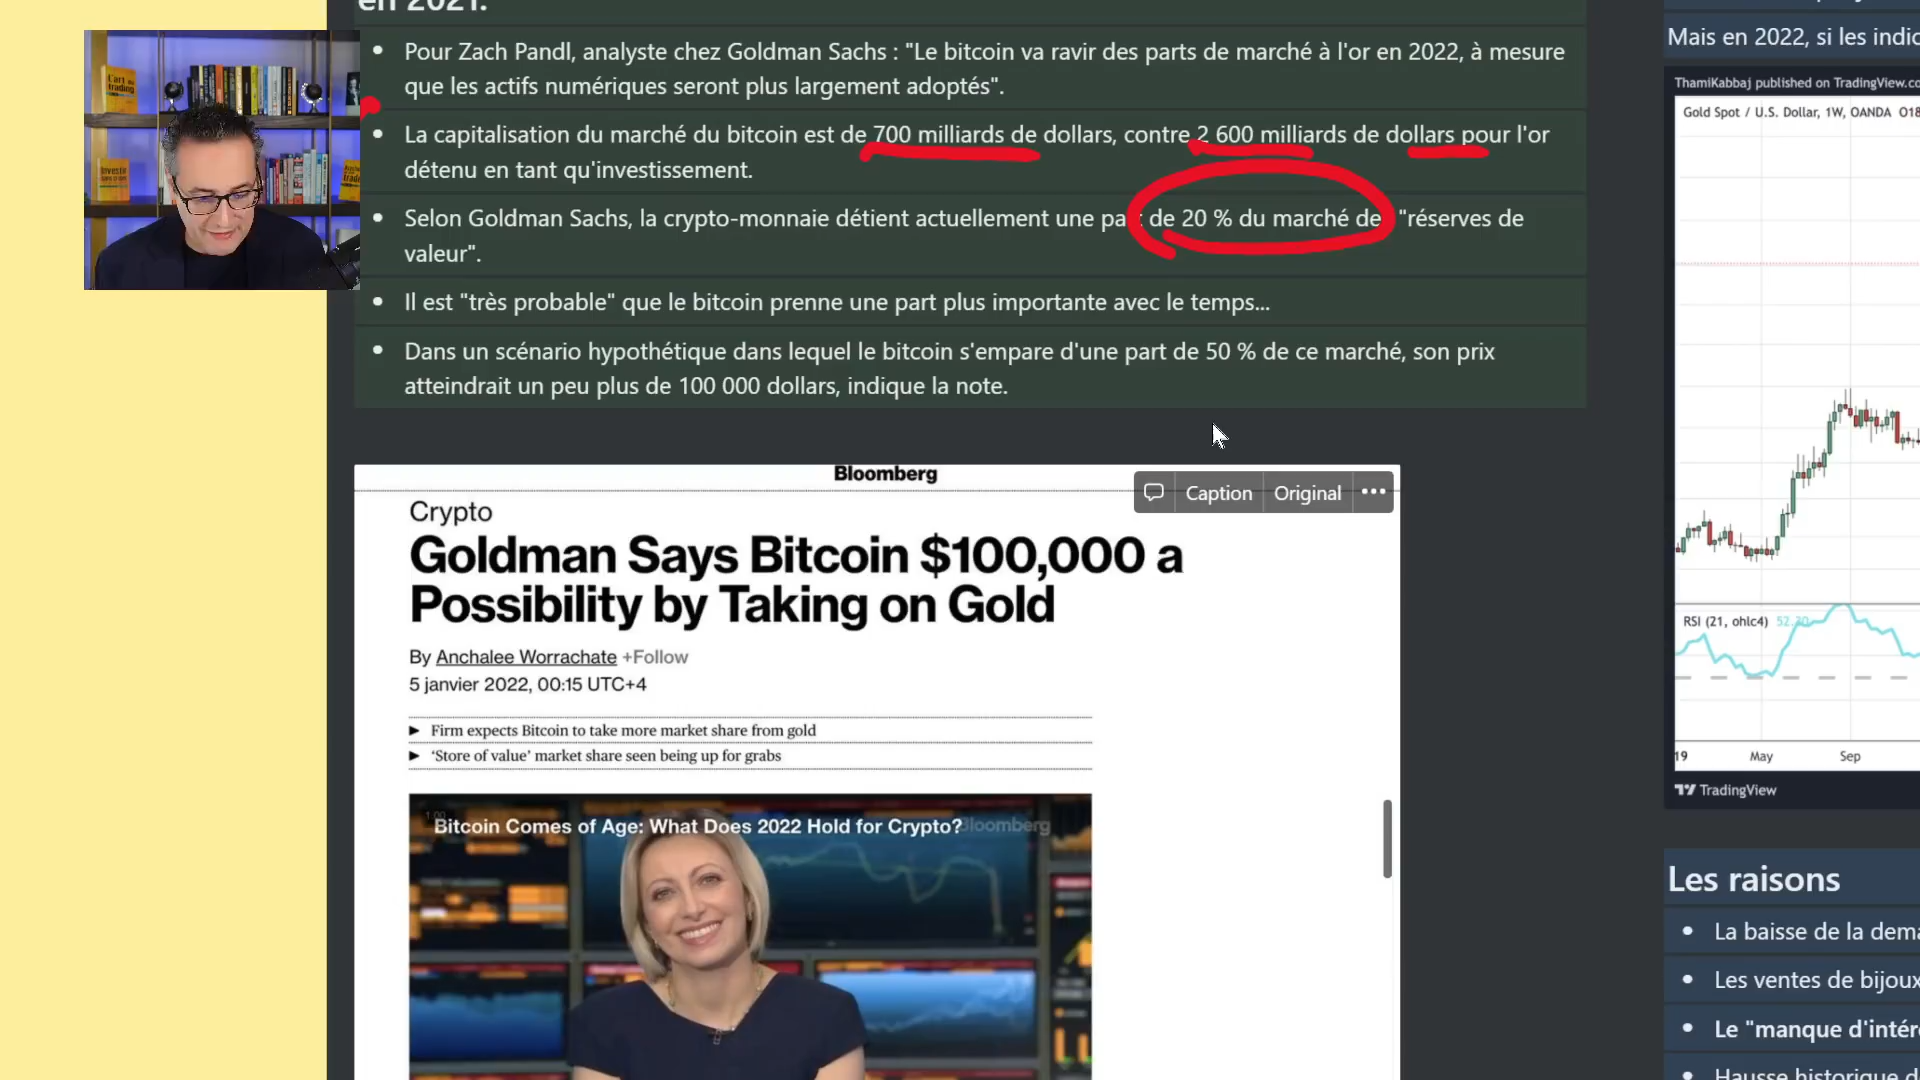 en 2021.
Pour Zach Pandl, analyste chez Goldman Sachs : "Le bitcoin va ravir des parts de marché à l'or en 2022, à mesure
que les actifs numériques seront plus largement adoptés".
La capitalisation du marché du bitcoin est de 700 milliards de dollars, contre 2 600 milliards de dollars pour l'or
détenu en tant qu'investissement.
Selon Goldman Sachs, la crypto-monnaie détient actuellement une pa de 20 % du marché de "réserves de
valeur".
Il est "très probable" que le bitcoin prenne une part plus importante avec le temps...
Dans un scénario hypothétique dans lequel le bitcoin s'empare d'une part de 50 % de ce marché, son prix
atteindrait un peu plus de 100 000 dollars, indique la note.
Bloomberg
Caption Original
Crypto
Goldman Says Bitcoin $100,000 a
Possibility by Taking on Gold
By Anchalee Worrachate +Follow
5 janvier 2022, 00:15 UTC+4
Firm expects Bitcoin to take more market share from gold
'Store of value' market share seen being up for grabs
Bitcoin Comes of Age: What Does 2022 Hold for Crypto?
Bloomberg
Mais en 2022, si les indic
ThamiKabbaj published on TradingView.co
Gold Spot / U.S. Dollar, 1W, OANDA O18
RSI (21, ohlc4) 52.20
19 May Sep
TradingView
Les raisons
La baisse de la dema
Les ventes de bijoux
Le "manque d'intér
Hausse historique d
L'art du
trading